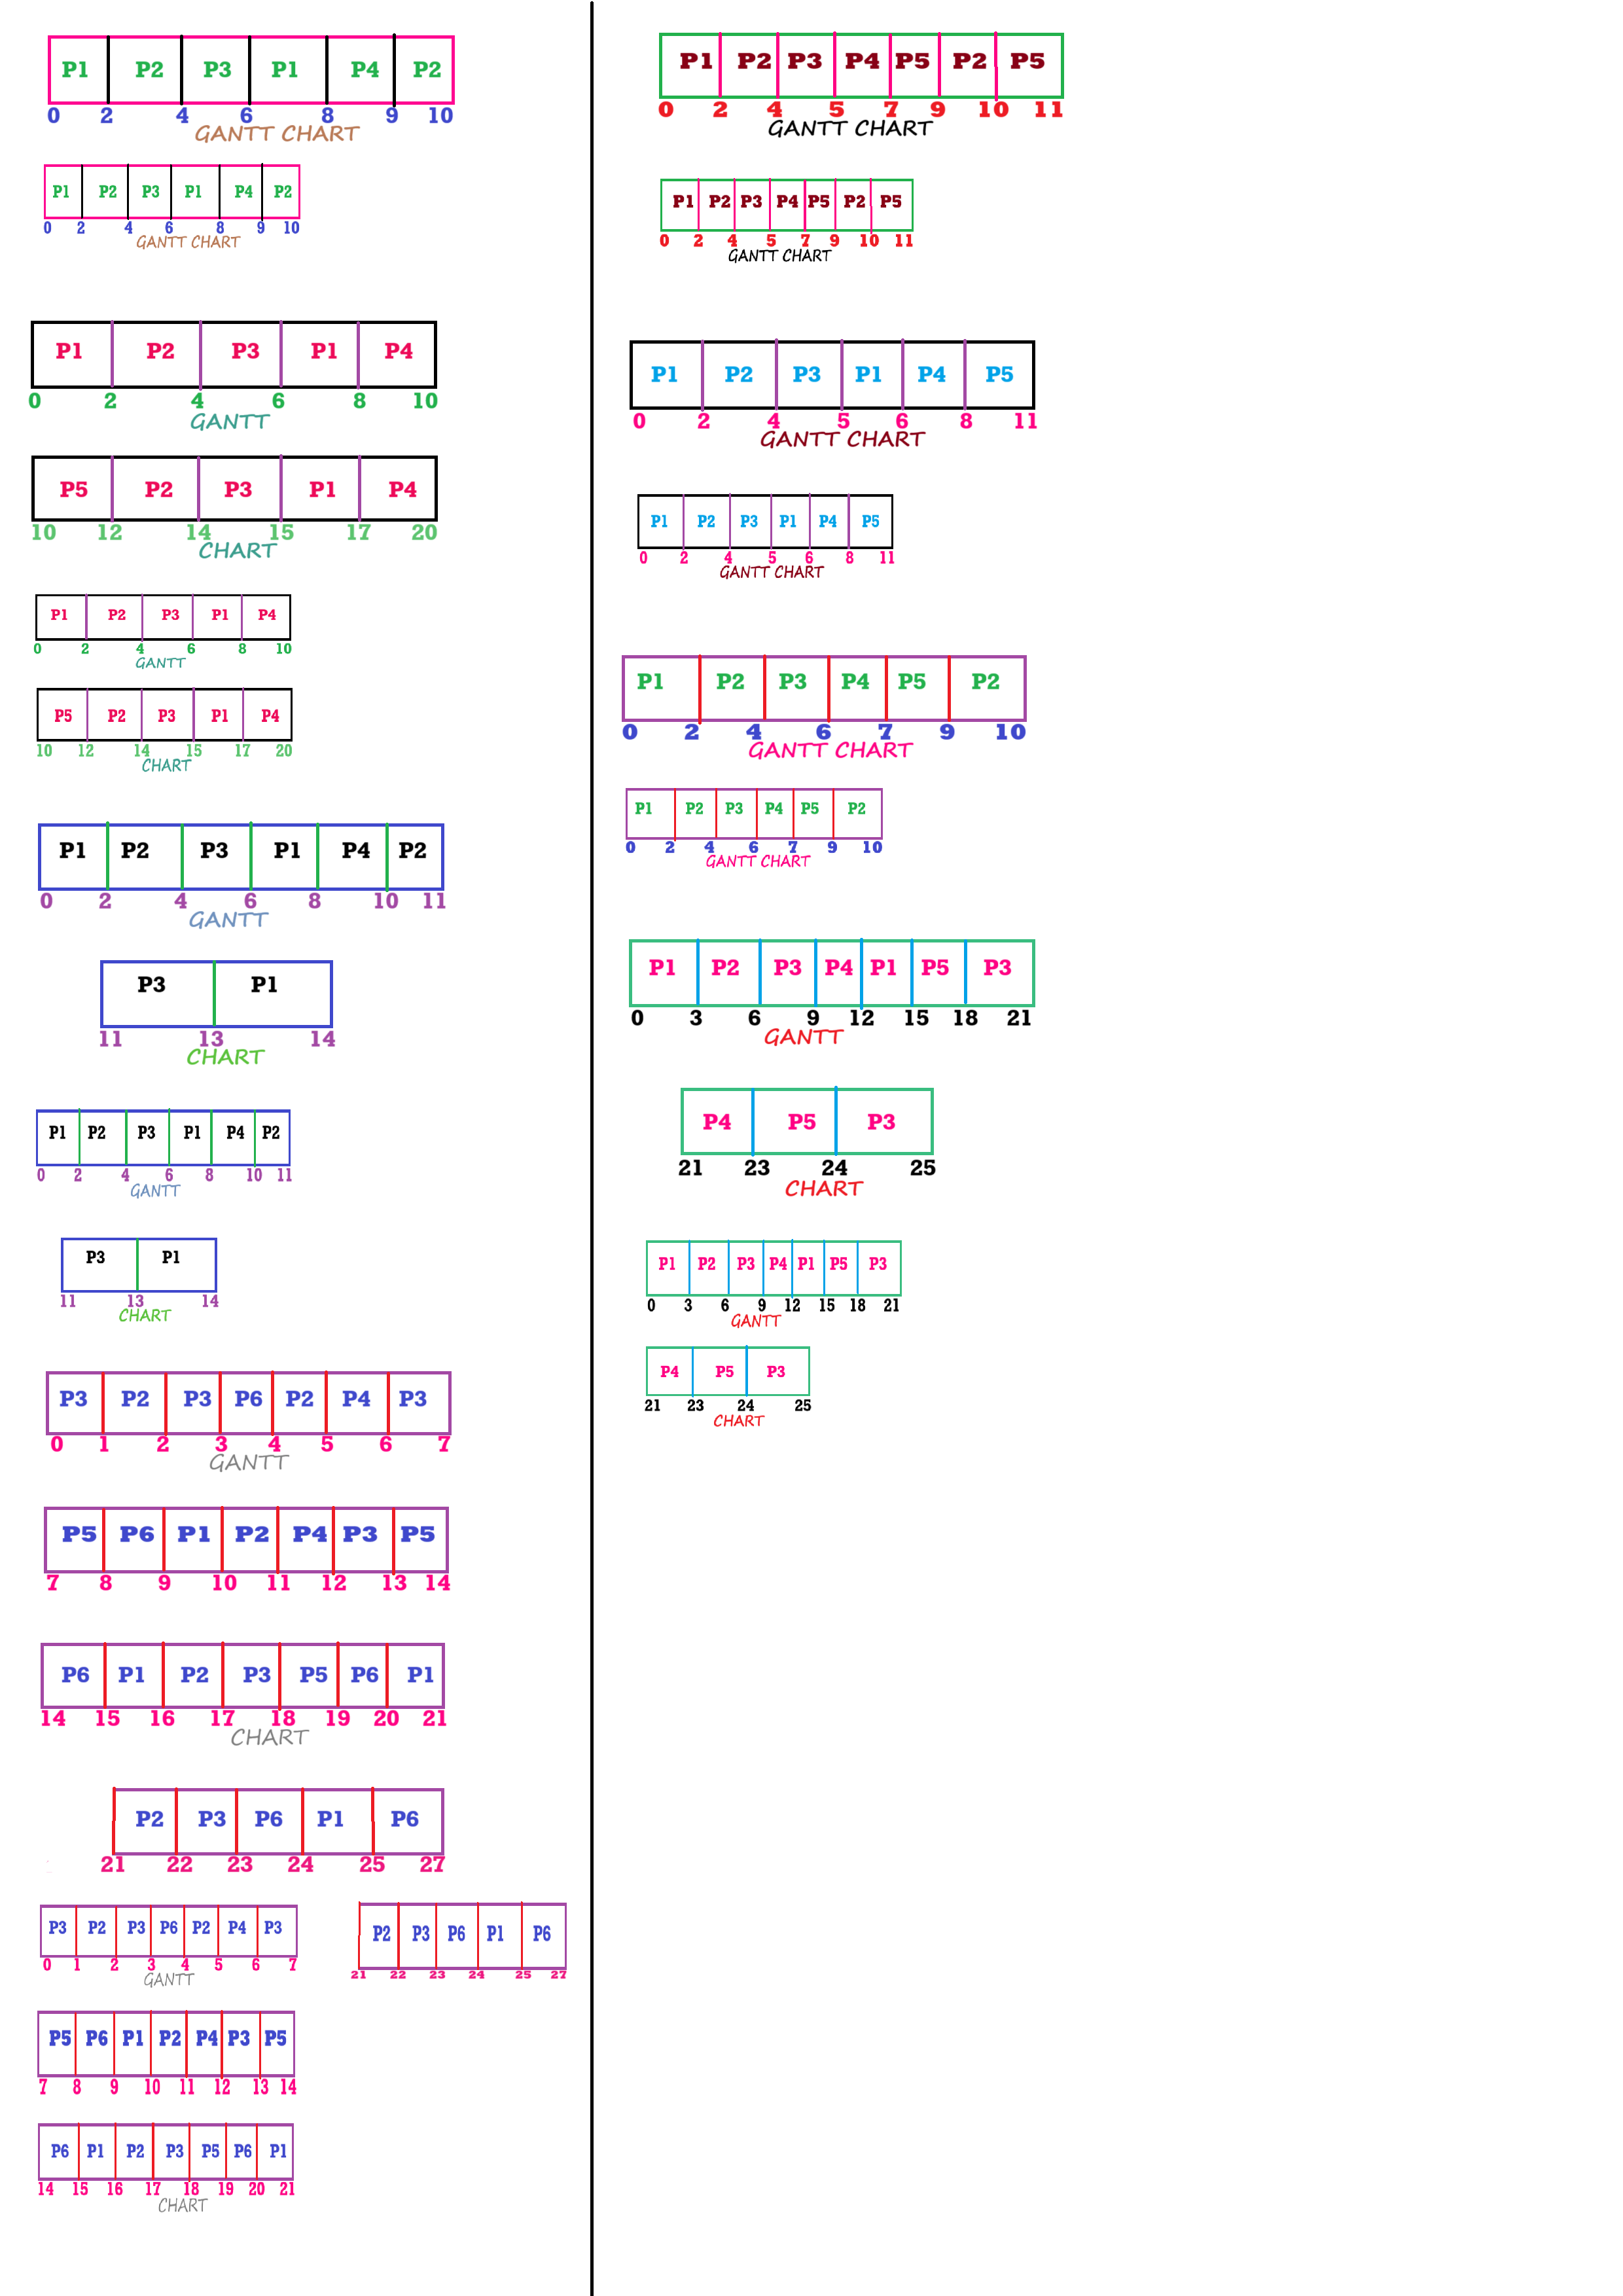 P1 P2 P3 P1 P4 P2
0 2 4 6 8 9 10
GANTT CHART
P1 P2 P3 P1 P4 P2
0 2 4 6 8 9 10
GANTT CHART
P1 P2 P3 P1 P4
0 2 4 6 8 10
GANTT
P5 P2 P3 P1 P4
10 12 14 15 17 20
CHART
P1 P2 P3 P1 P4
0 2 4 6 8 10
GANTT
P5 P2 P3 P1 P4
10 12 14 15 17 20
CHART
P1 P2 P3 P1 P4 P2
0 2 4 6 8 10 11
GANTT
P3 P1
11 13 14
CHART
P1 P2 P3 P1 P4 P2
0 2 4 6 8 10 11
GANTT
P3 P1
11 13 14
CHART
P3 P2 P3 P6 P2 P4 P3
0 1 2 3 4 5 6 7
GANTT
P5 P6 P1 P2 P4 P3 P5
7 8 9 10 11 12 13 14
P6 P1 P2 P3 P5 P6 P1
14 15 16 17 18 19 20 21
CHART
P2 P3 P6 P1 P6
21 22 23 24 25 27
P3 P2 P3 P6 P2 P4 P3
0 1 2 3 4 5 6 7
GANTT
P2 P3 P6 P1 P6
21 22 23 24 25 27
P5 P6 P1 P2 P4 P3 P5
7 8 9 10 11 12 13 14
P6 P1 P2 P3 P5 P6 P1
14 15 16 17 18 19 20 21
CHART
P1 P2 P3 P4 P5 P2 P5
0 2 4 5 7 9 10 11
GANTT CHART
P1 P2 P3 P4 P5 P2 P5
0 2 4 5 7 9 10 11
GANTT CHART
P1 P2 P3 P1 P4 P5
0 2 4 5 6 8 11
GANTT CHART
P1 P2 P3 P1 P4 P5
0 2 4 5 6 8 11
GANTT CHART
P1 P2 P3 P4 P5 P2
0 2 4 6 7 9 10
GANTT CHART
P1 P2 P3 P4 P5 P2
0 2 4 6 7 9 10
GANTT CHART
P1 P2 P3 P4 P1 P5 P3
0 3 6 9 12 15 18 21
GANTT
P4 P5 P3
21 23 24 25
CHART
P1 P2 P3 P4 P1 P5 P3
0 3 6 9 12 15 18 21
GANTT
P4 P5 P3
21 23 24 25
CHART